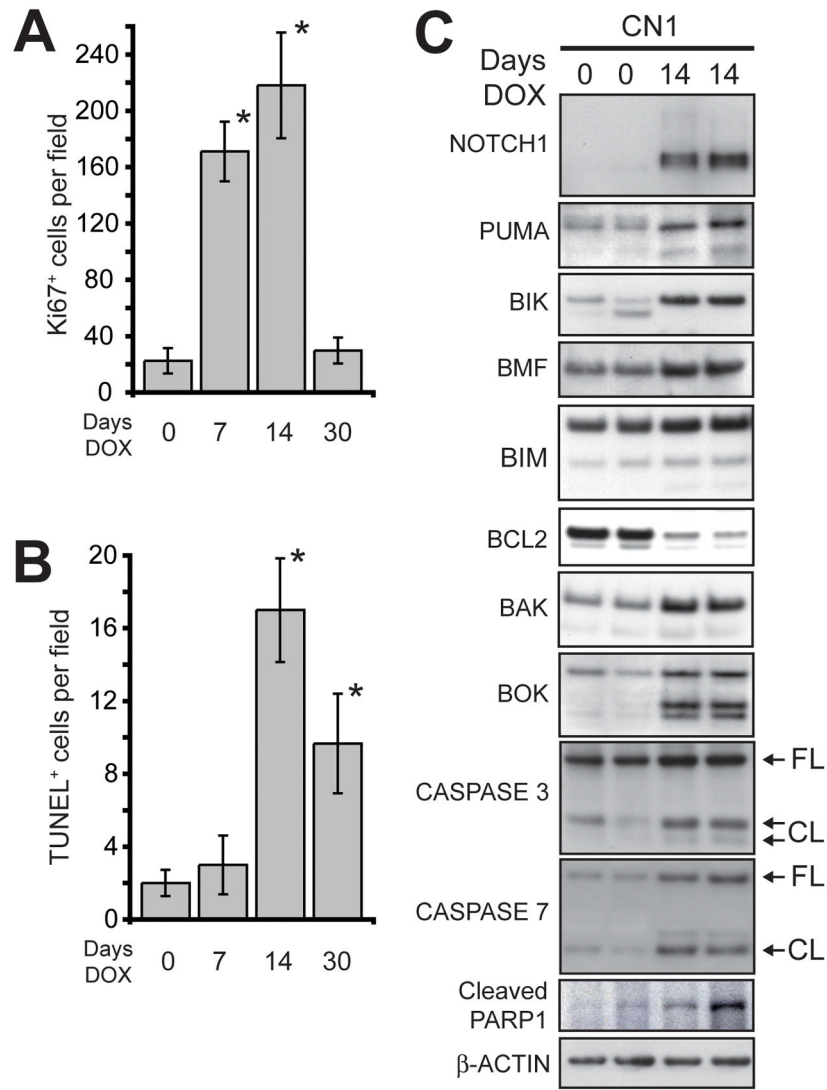 A
Ki67⁺ cells per field
240
200
160
120
80
40
0
*
*
Days
DOX
0 7 14 30
B
TUNEL⁺ cells per field
20
16
12
8
4
0
*
*
Days
DOX
0 7 14 30
C
CN1
Days
DOX
0 0 14 14
NOTCH1
PUMA
BIK
BMF
BIM
BCL2
BAK
BOK
CASPASE 3
FL
CL
CASPASE 7
FL
CL
Cleaved
PARP1
β-ACTIN